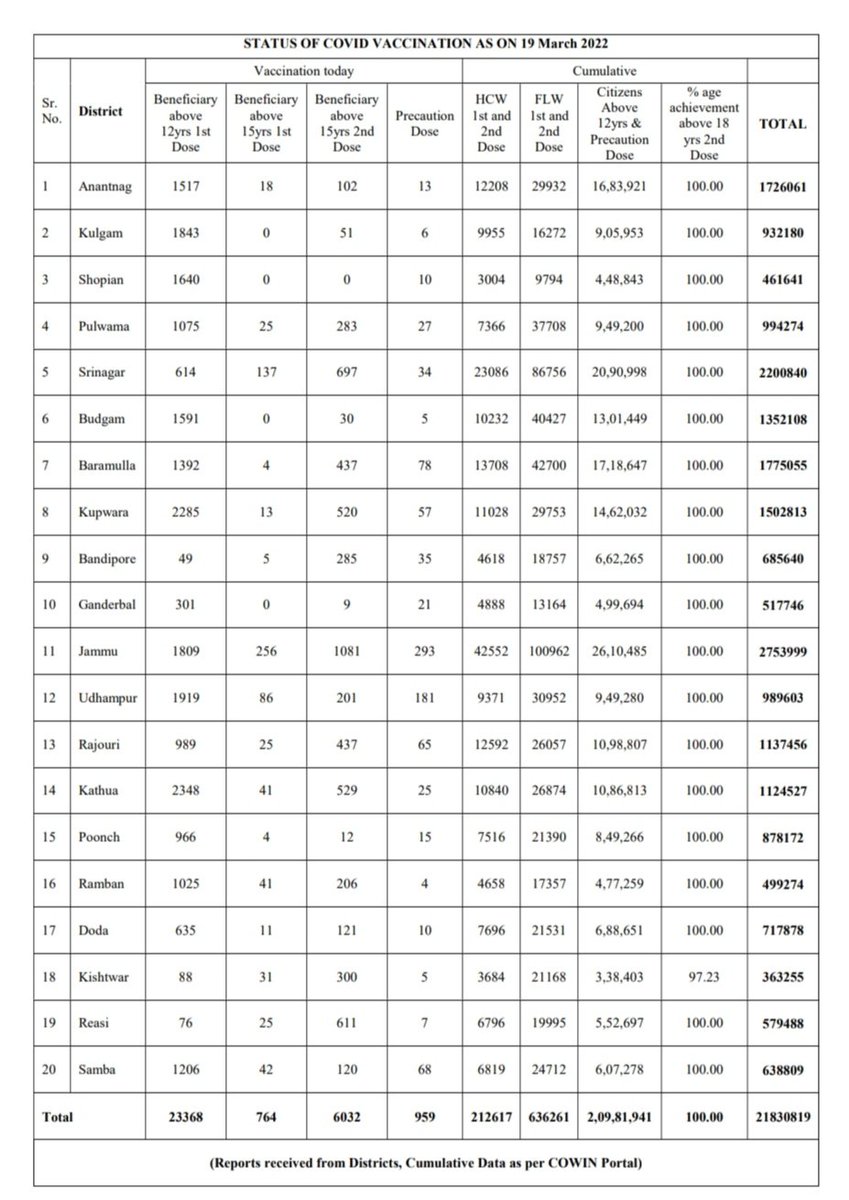 STATUS OF COVID VACCINATION AS ON 19 March 2022
Sr. No. District Vaccination today Cumulative TOTAL
Beneficiary above 12yrs 1st Dose Beneficiary above 15yrs 1st Dose Beneficiary above 15yrs 2nd Dose Precaution Dose HCW 1st and 2nd Dose FLW 1st and 2nd Dose Citizens Above 12yrs & Precaution Dose % age achievement above 18 yrs 2nd Dose
1 Anantnag 1517 18 102 13 12208 29932 16,83,921 100.00 1726061
2 Kulgam 1843 0 51 6 9955 16272 9,05,953 100.00 932180
3 Shopian 1640 0 0 10 3004 9794 4,48,843 100.00 461641
4 Pulwama 1075 25 283 27 7366 37708 9,49,200 100.00 994274
5 Srinagar 614 137 697 34 23086 86756 20,90,998 100.00 2200840
6 Budgam 1591 0 30 5 10232 40427 13,01,449 100.00 1352108
7 Baramulla 1392 4 437 78 13708 42700 17,18,647 100.00 1775055
8 Kupwara 2285 13 520 57 11028 29753 14,62,032 100.00 1502813
9 Bandipore 49 5 285 35 4618 18757 6,62,265 100.00 685640
10 Ganderbal 301 0 9 21 4888 13164 4,99,694 100.00 517746
11 Jammu 1809 256 1081 293 42552 100962 26,10,485 100.00 2753999
12 Udhampur 1919 86 201 181 9371 30952 9,49,280 100.00 989603
13 Rajouri 989 25 437 65 12592 26057 10,98,807 100.00 1137456
14 Kathua 2348 41 529 25 10840 26874 10,86,813 100.00 1124527
15 Poonch 966 4 12 15 7516 21390 8,49,266 100.00 878172
16 Ramban 1025 41 206 4 4658 17357 4,77,259 100.00 499274
17 Doda 635 11 121 10 7696 21531 6,88,651 100.00 717878
18 Kishtwar 88 31 300 5 3684 21168 3,38,403 97.23 363255
19 Reasi 76 25 611 7 6796 19995 5,52,697 100.00 579488
20 Samba 1206 42 120 68 6819 24712 6,07,278 100.00 638809
Total 23368 764 6032 959 212617 636261 2,09,81,941 100.00 21830819
(Reports received from Districts, Cumulative Data as per COWIN Portal)